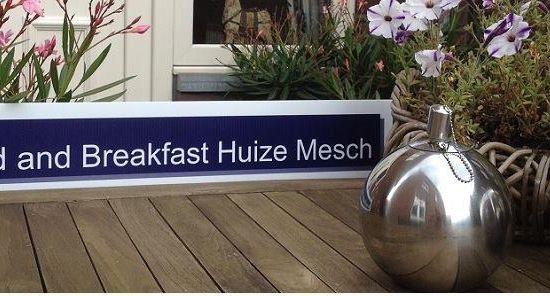 d and Breakfast Huize Mesch